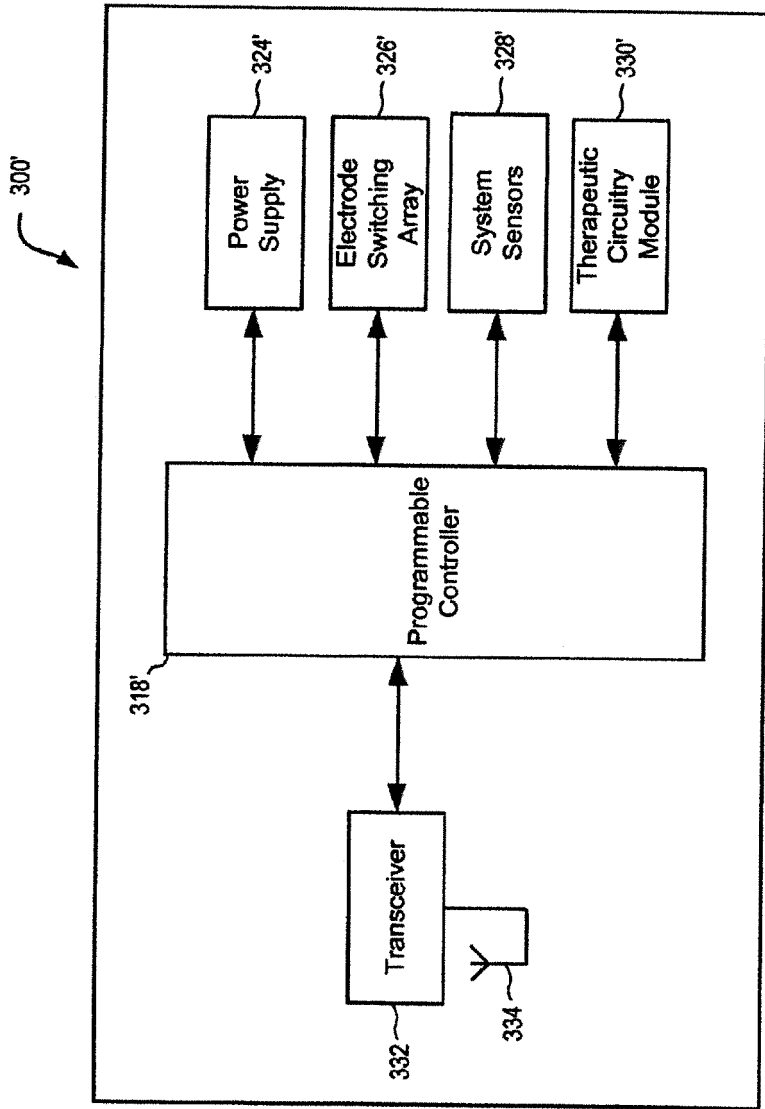 300'
324'
Power
Supply
326'
Electrode
Switching
Array
328'
System
Sensors
330'
Therapeutic
Circuitry
Module
318'
Programmable
Controller
Transceiver
332
334